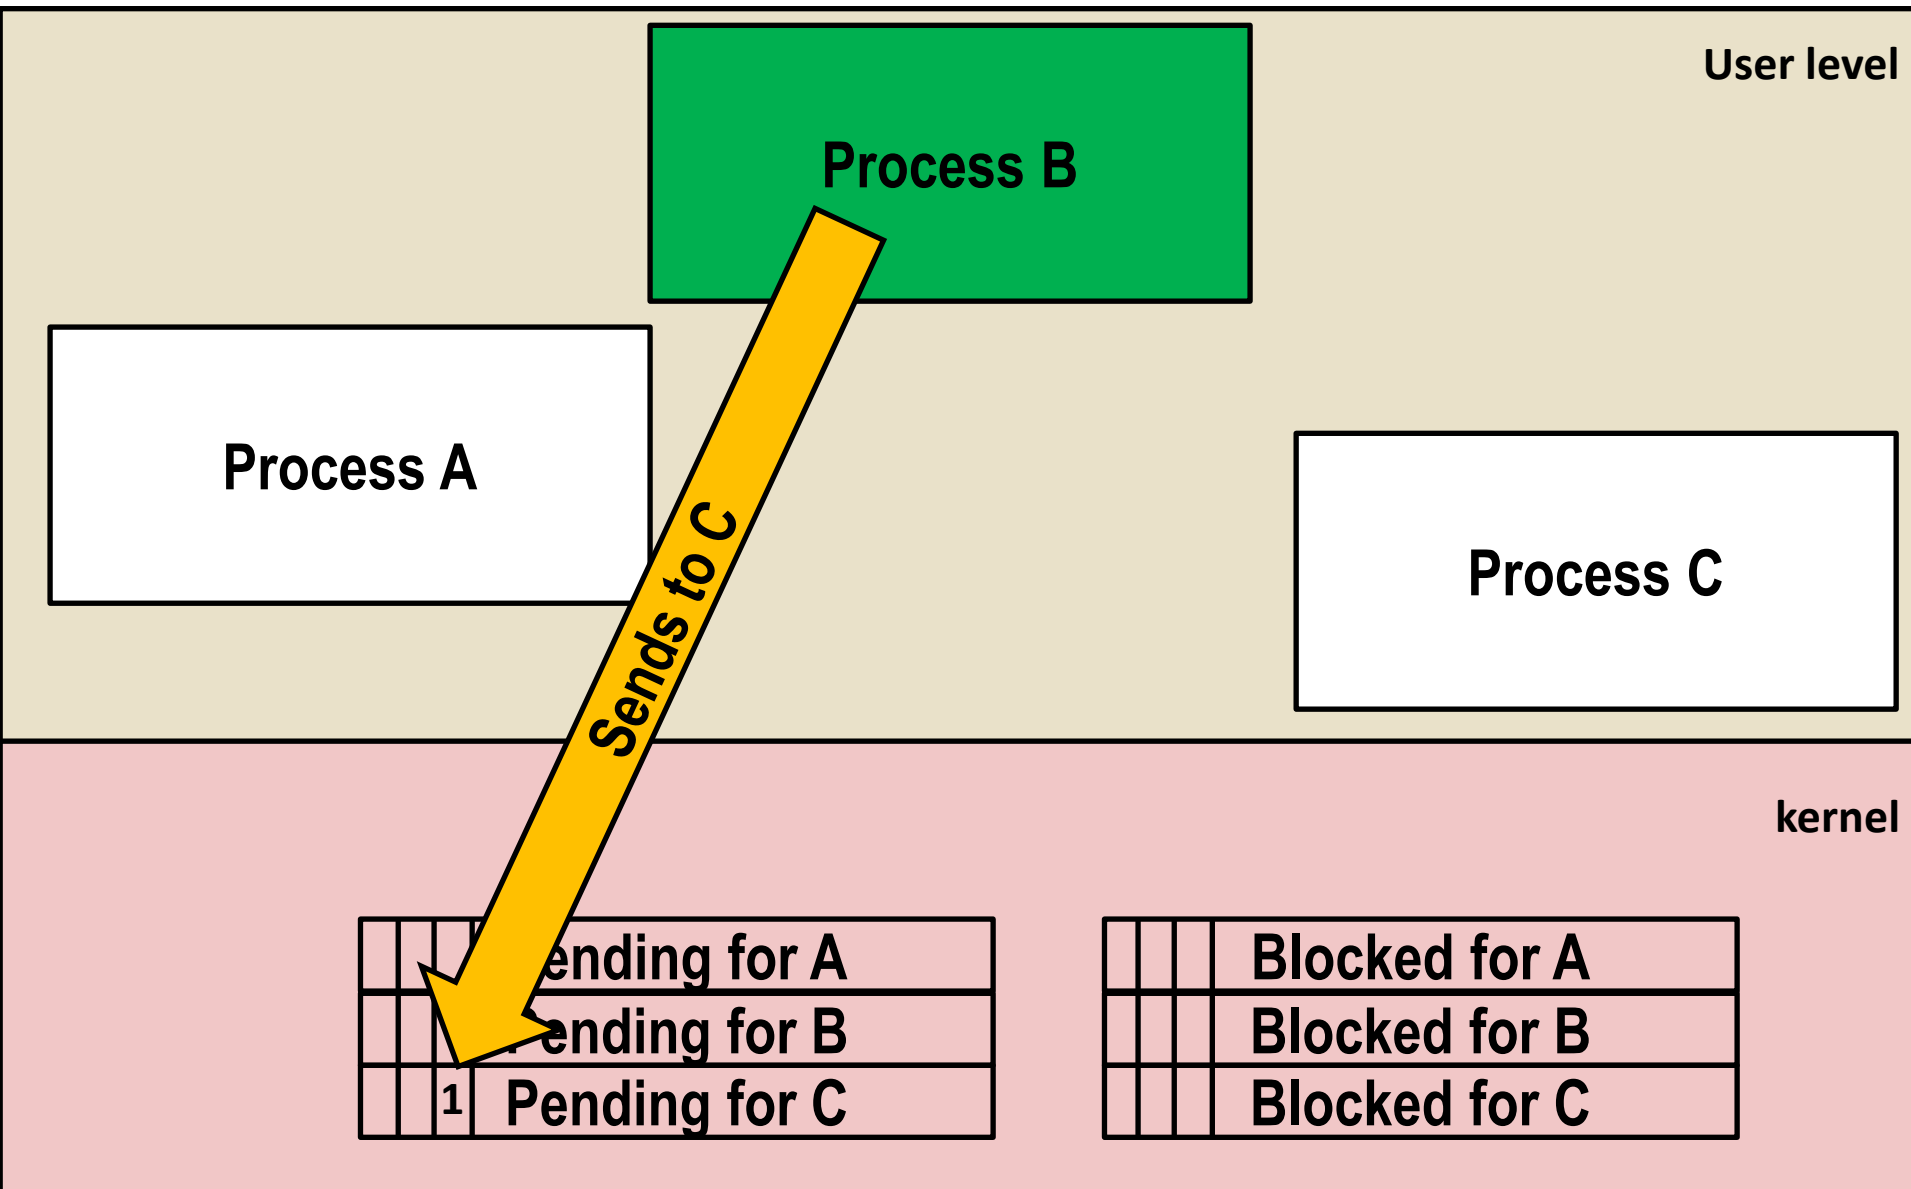 User level
Process B
Process A
Sends to C
Process C
kernel
ending for A
Pending for B
1 Pending for C
Blocked for A
Blocked for B
Blocked for C